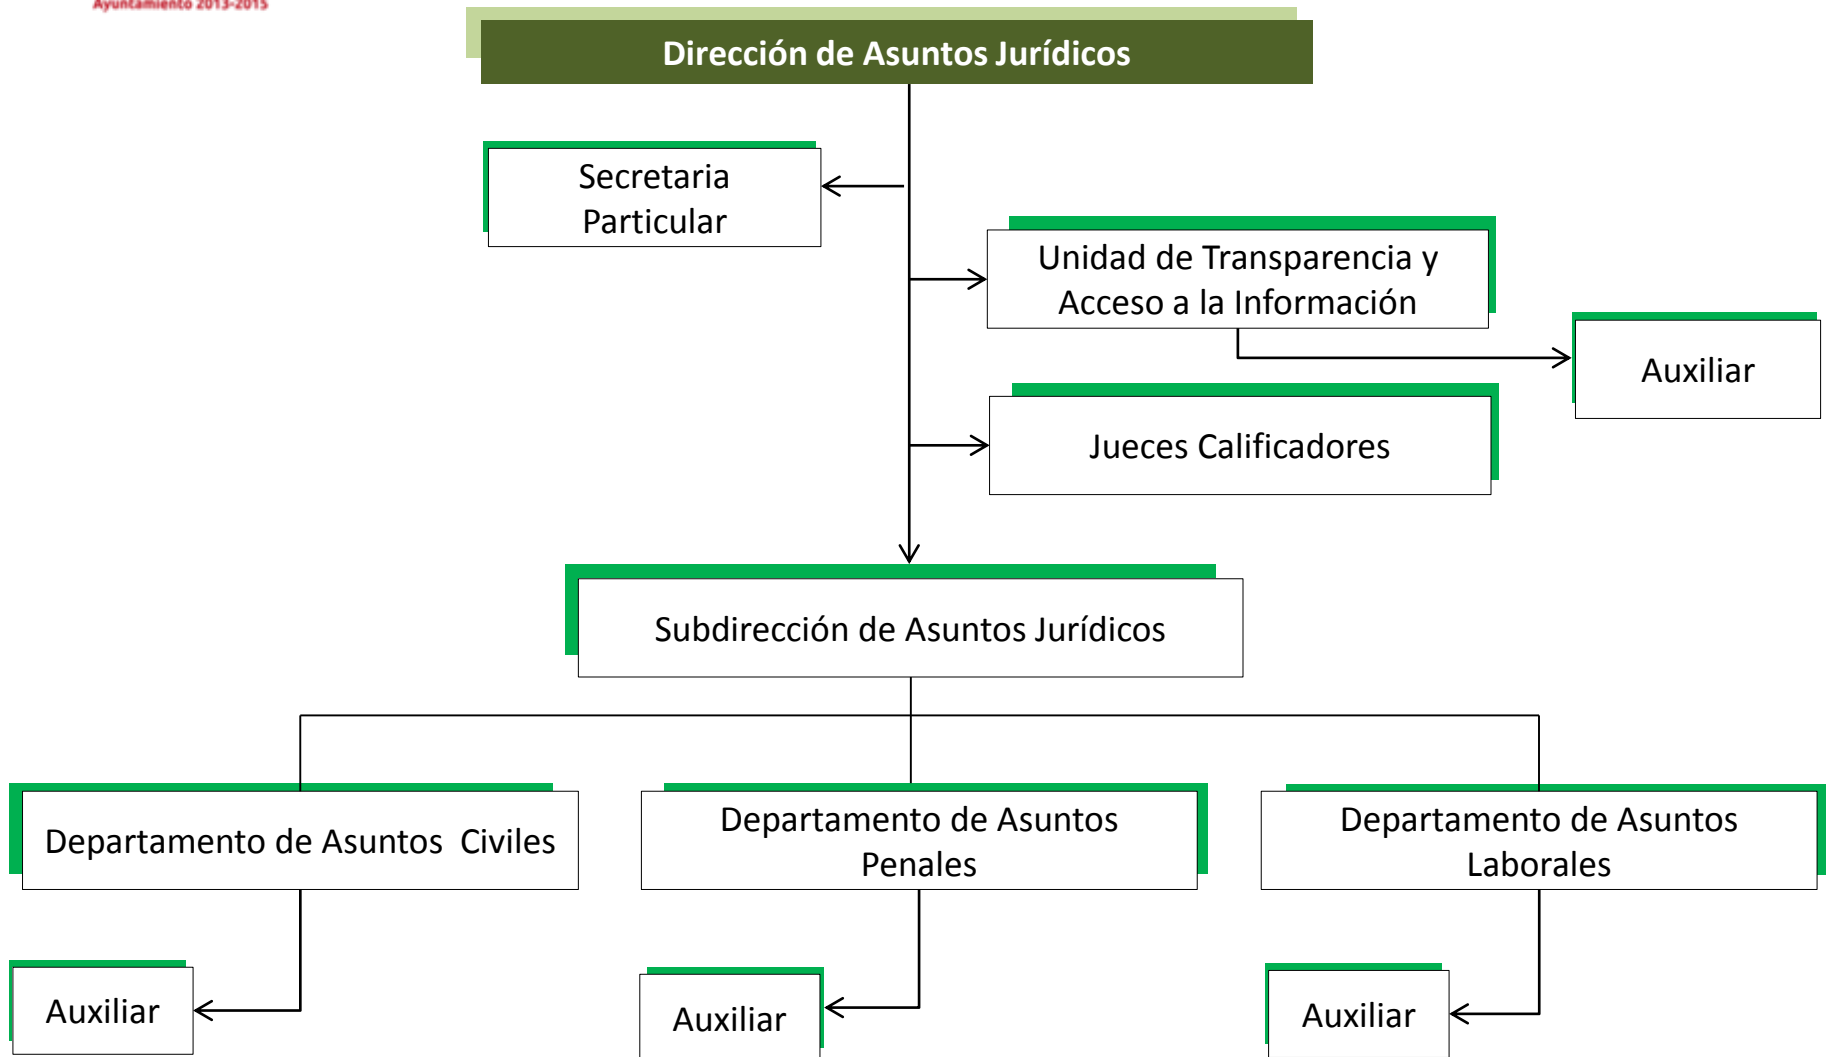 Ayuntamiento 2013-2015
Dirección de Asuntos Jurídicos
Secretaria
Particular
Unidad de Transparencia y
Acceso a la Información
Auxiliar
Jueces Calificadores
Subdirección de Asuntos Jurídicos
Departamento de Asuntos  Civiles
Departamento de Asuntos
Penales
Departamento de Asuntos
Laborales
Auxiliar
Auxiliar
Auxiliar